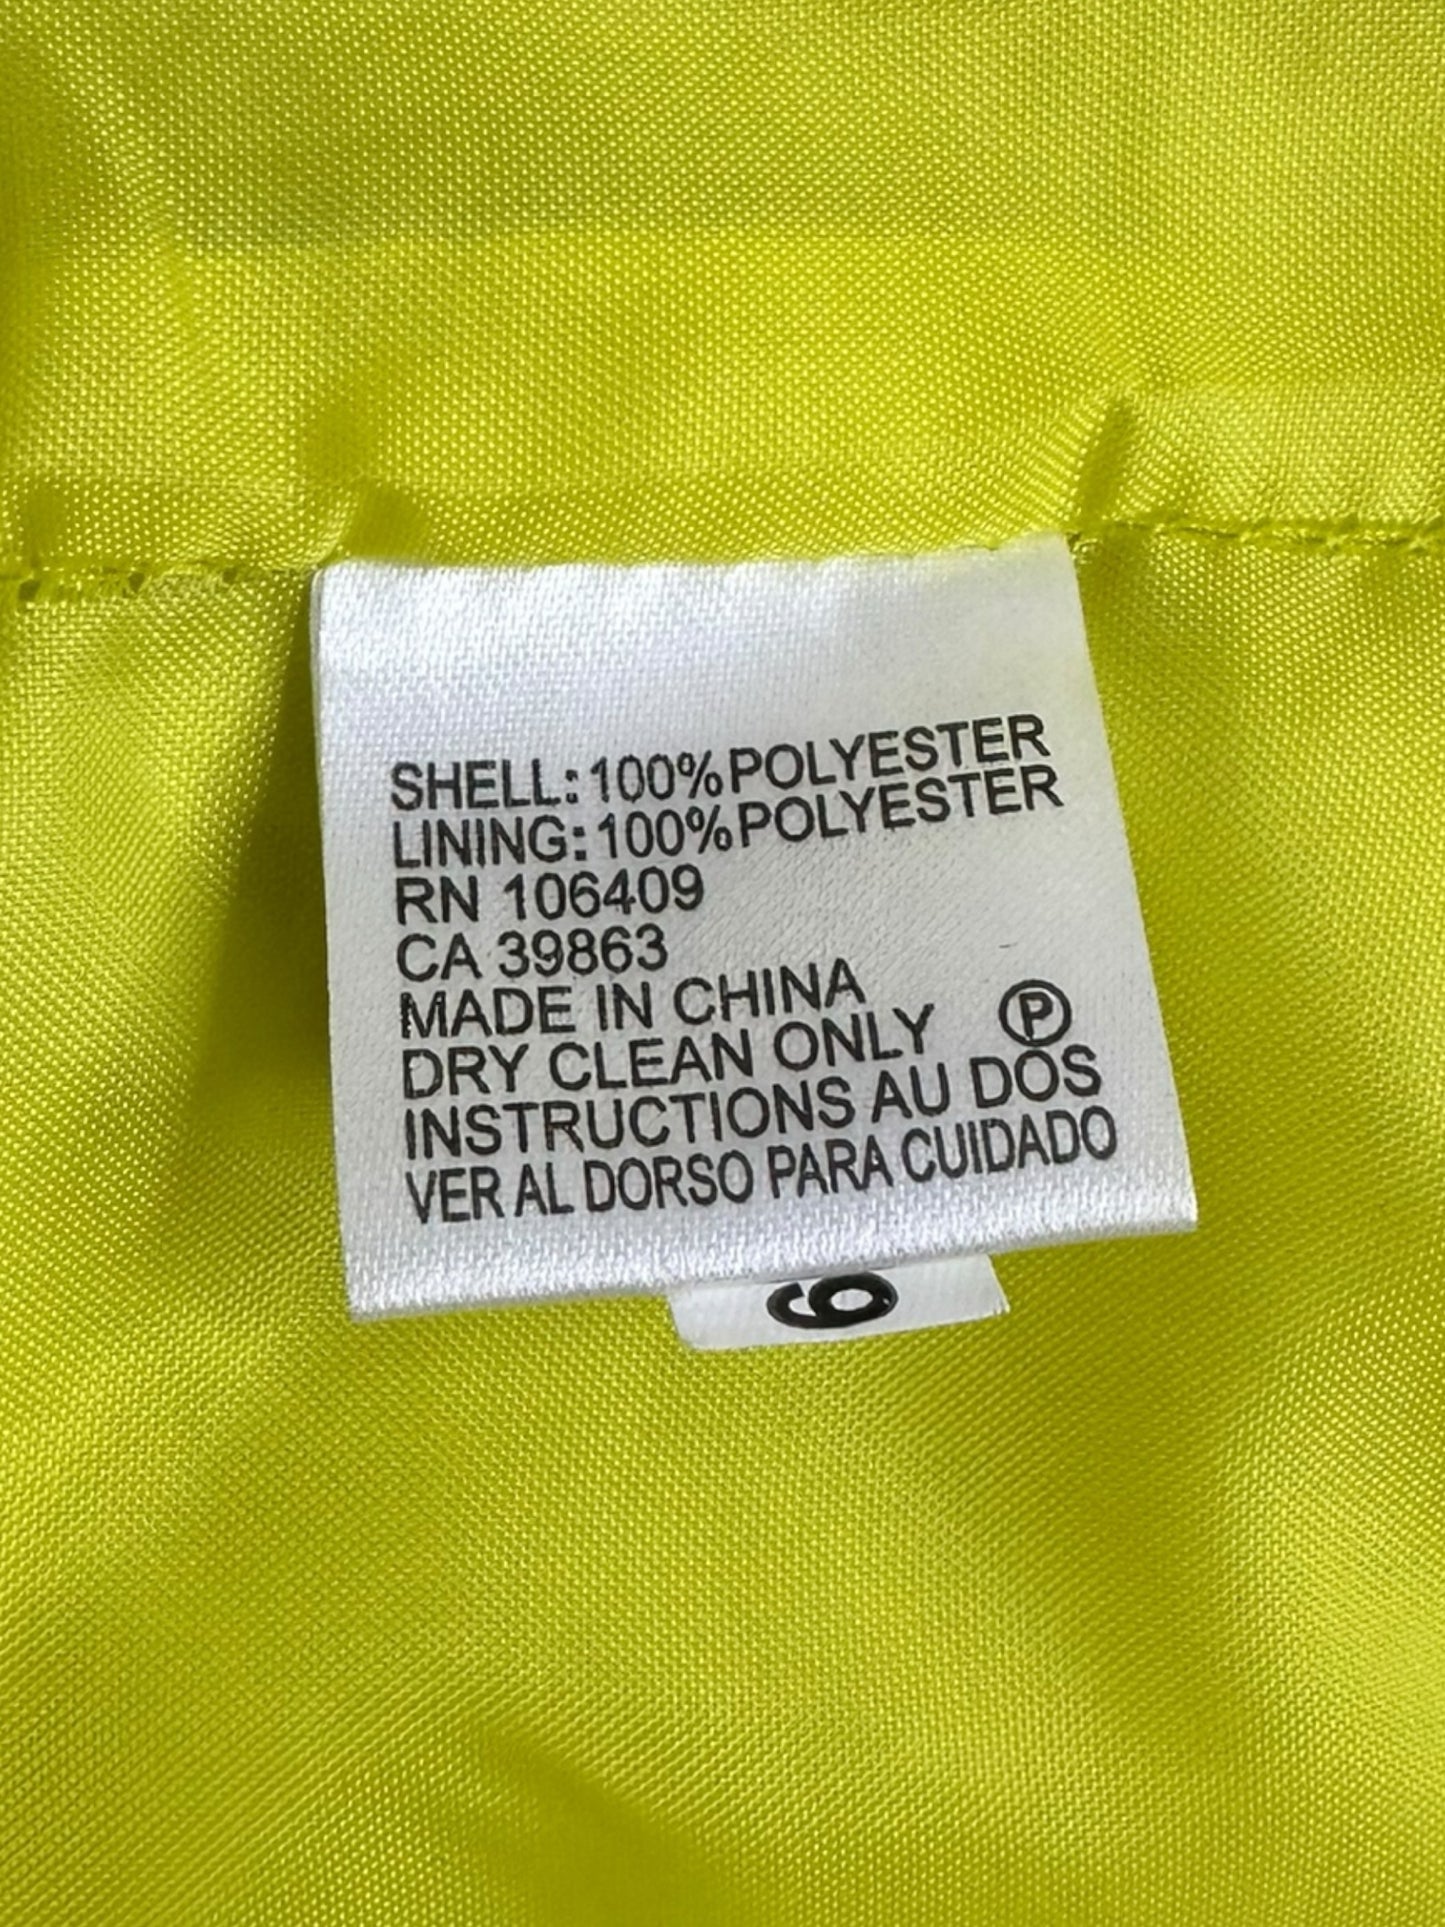 SHELL: 100% POLYESTER
LINING: 100% POLYESTER
RN 106409
CA 39863
MADE IN CHINA
DRY CLEAN ONLY Ⓟ
INSTRUCTIONS AU DOS
VER AL DORSO PARA CUIDADO
6